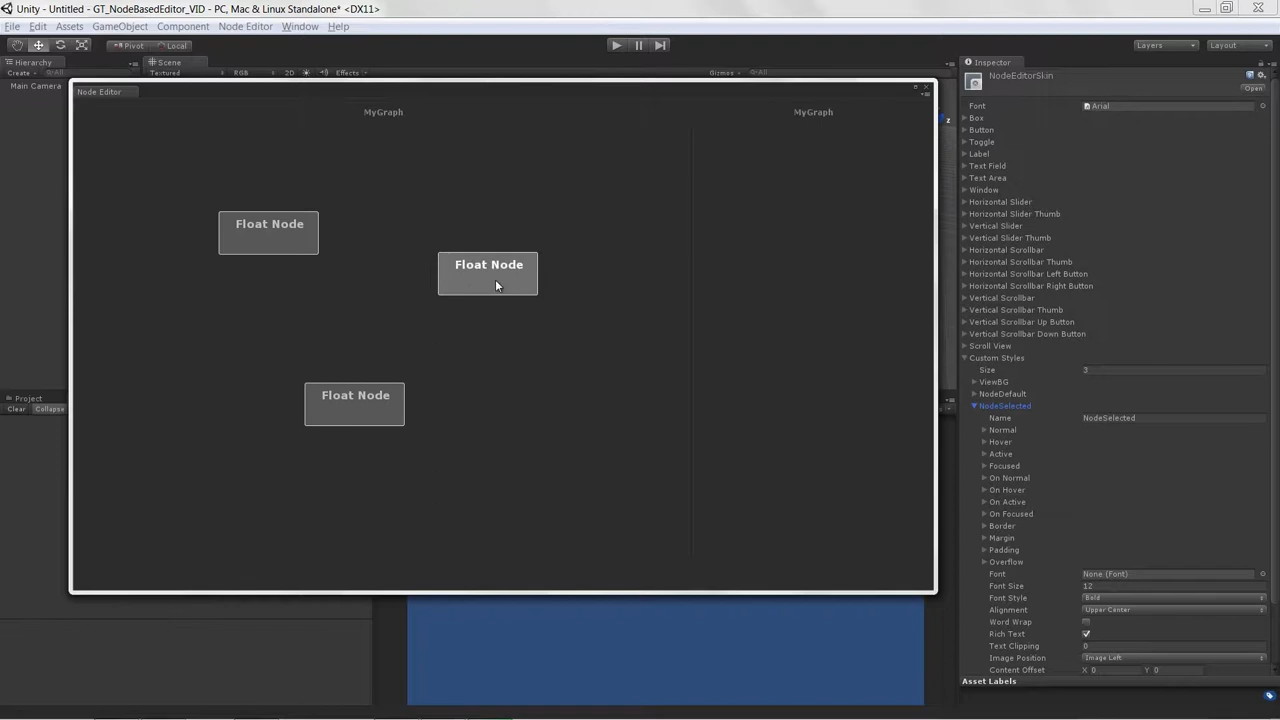 Unity - Untitled - GT_NodeBasedEditor_VID - PC, Mac & Linux Standalone* <DX11>
File Edit Assets GameObject Component Node Editor Window Help
Pivot Local Layers Layout
Hierarchy Scene Inspector
Create All Textured RGB 2D Effects Gizmos All
Main Camera
NodeEditorSkin
Open
Node Editor
MyGraph MyGraph
z
Font Arial
Box
Button
Toggle
Label
Text Field
Text Area
Window
Horizontal Slider
Horizontal Slider Thumb
Vertical Slider
Vertical Slider Thumb
Horizontal Scrollbar
Horizontal Scrollbar Thumb
Horizontal Scrollbar Left Button
Horizontal Scrollbar Right Button
Vertical Scrollbar
Vertical Scrollbar Thumb
Vertical Scrollbar Up Button
Vertical Scrollbar Down Button
Scroll View
Custom Styles
Size 3
ViewBG
NodeDefault
NodeSelected
Name NodeSelected
Normal
Hover
Active
Focused
On Normal
On Hover
On Active
On Focused
Border
Margin
Padding
Overflow
Font None (Font)
Font Size 12
Font Style Bold
Alignment Upper Center
Word Wrap
Rich Text
Text Clipping 0
Image Position Image Left
Content Offset X 0 Y 0
Asset Labels
Float Node
Float Node
Float Node
Project
Clear Collapse